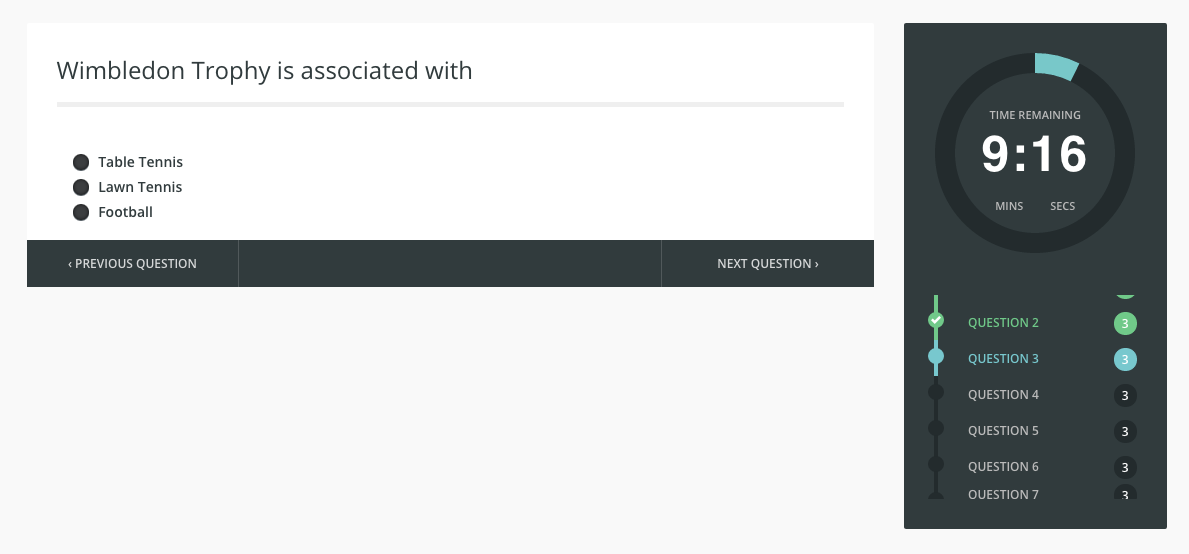 Wimbledon Trophy is associated with
Table Tennis
Lawn Tennis
Football
‹ PREVIOUS QUESTION
NEXT QUESTION ›
TIME REMAINING
9:16
MINS SECS
QUESTION 2 3
QUESTION 3 3
QUESTION 4 3
QUESTION 5 3
QUESTION 6 3
QUESTION 7 3